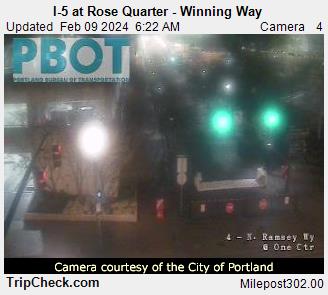 I-5 at Rose Quarter - Winning Way
Updated  Feb 09 2024  6:22 AM   Camera   4
PBOT
PORTLAND BUREAU OF TRANSPORTATION
4 - N. Ramsey Wy
@ One Ctr
Camera courtesy of the City of Portland
TripCheck.com   Milepost302.00